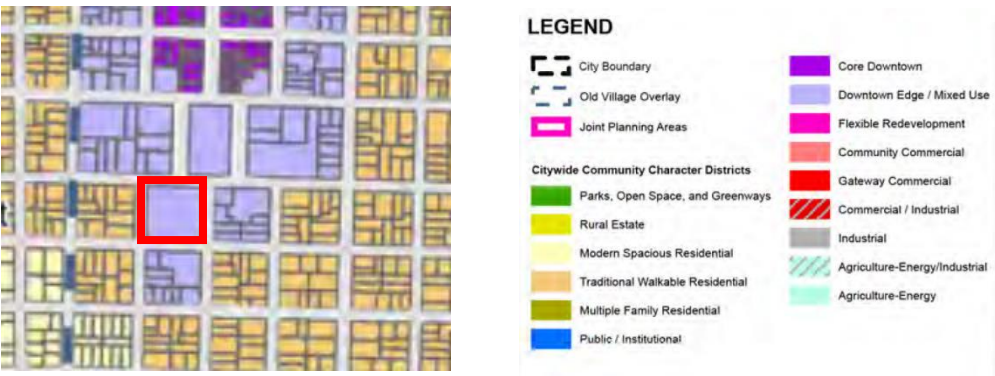 LEGEND
City Boundary
Old Village Overlay
Joint Planning Areas
Citywide Community Character Districts
Parks, Open Space, and Greenways
Rural Estate
Modern Spacious Residential
Traditional Walkable Residential
Multiple Family Residential
Public / Institutional
Core Downtown
Downtown Edge / Mixed Use
Flexible Redevelopment
Community Commercial
Gateway Commercial
Commercial / Industrial
Industrial
Agriculture-Energy/Industrial
Agriculture-Energy